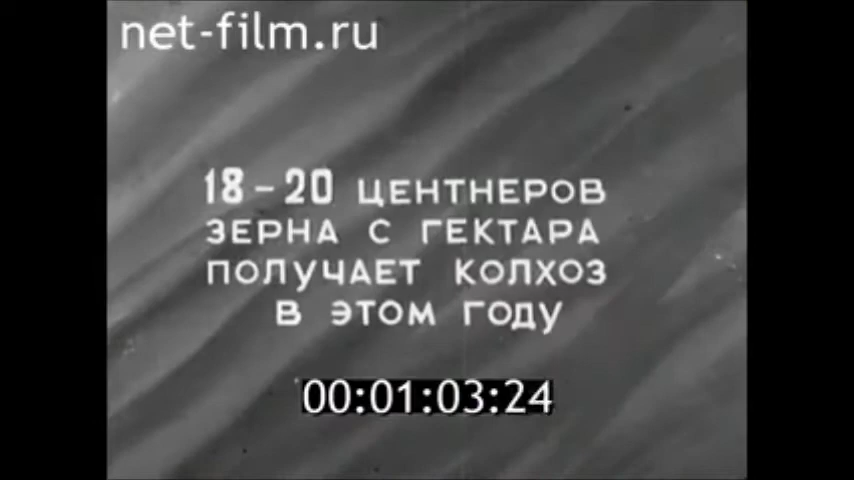 net-film.ru
18-20 ЦЕНТНЕРОВ
ЗЕРНА С ГЕКТАРА
ПОЛУЧАЕТ КОЛХОЗ
В ЭТОМ ГОДУ
00:01:03:24